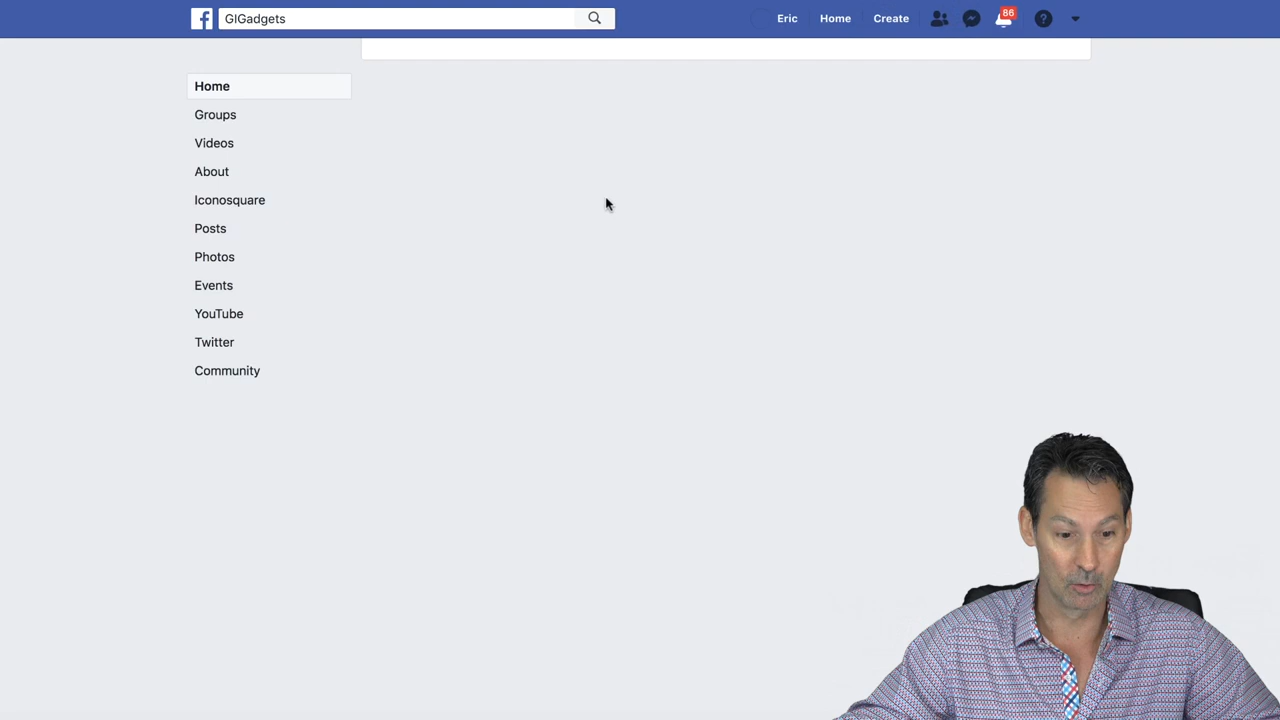 GIGadgets
Eric
Home
Create
86
Home
Groups
Videos
About
Iconosquare
Posts
Photos
Events
YouTube
Twitter
Community